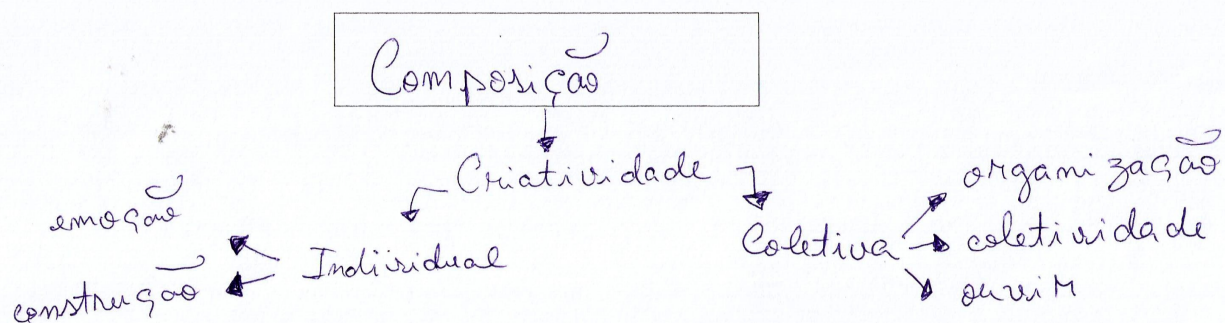 Composição
Criatividade
emoção
construção
Individual
Coletiva
organização
coletividade
ouvir